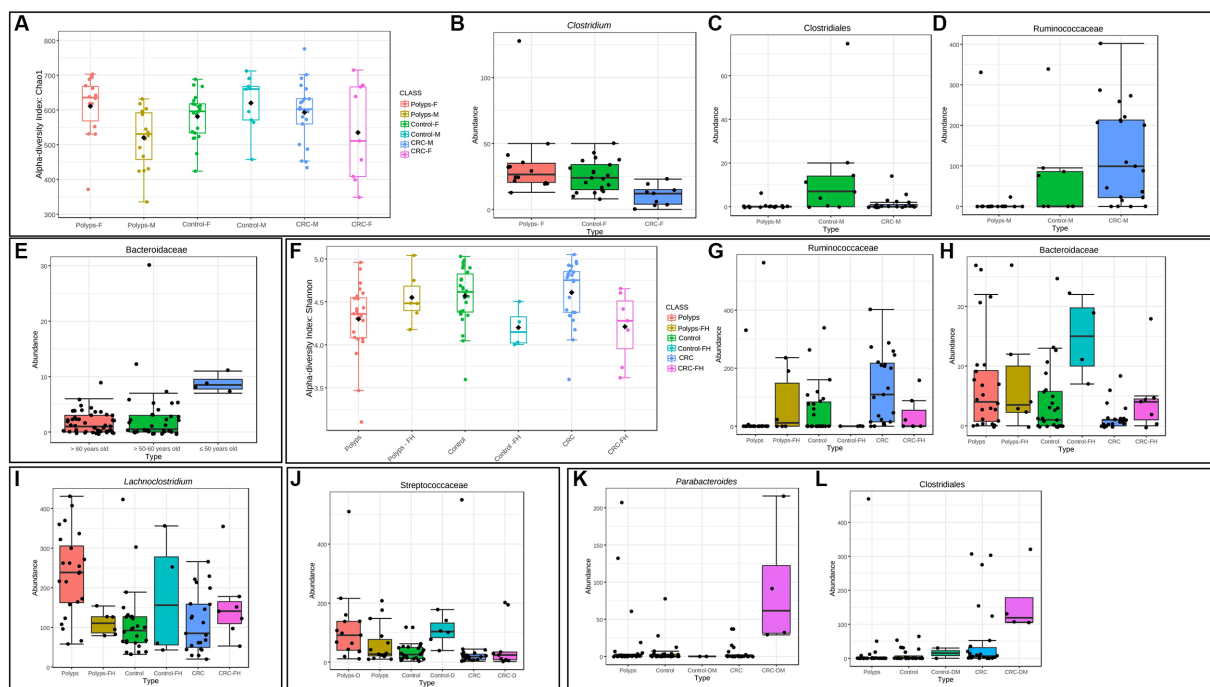 A
Alpha-diversity Index: Chao1
800
700
600
500
400
300
Polyps-F
Polyps-M
Control-F
Control-M
CRC-M
CRC-F
Type
CLASS
Polyps-F
Polyps-M
Control-F
Control-M
CRC-M
CRC-F
B
Clostridium
Abundance
100
50
0
Polyps- F
Control-F
CRC-F
Type
C
Clostridiales
Abundance
80
60
40
20
0
Polyps-M
Control-M
CRC-M
Type
D
Ruminococcaceae
Abundance
400
300
200
100
0
Polyps-M
Control-M
CRC-M
Type
E
Bacteroidaceae
Abundance
30
20
10
0
> 60 years old
> 50-60 years old
≤ 50 years old
Type
F
Alpha-diversity Index: Shannon
5.0
4.5
4.0
3.5
Polyps
Polyps - FH
Control
Control -FH
CRC
CRC-FH
Type
CLASS
Polyps
Polyps-FH
Control
Control-FH
CRC
CRC-FH
G
Ruminococcaceae
Abundance
400
200
0
Polyps
Polyps-FH
Control
Control-FH
CRC
CRC-FH
Type
H
Bacteroidaceae
Abundance
20
10
0
Polyps
Polyps-FH
Control
Control-FH
CRC
CRC-FH
Type
I
Lachnoclostridium
Abundance
400
300
200
100
0
Polyps
Polyps-FH
Control
Control-FH
CRC
CRC-FH
Type
J
Streptococcaceae
Abundance
400
200
0
Polyps-D
Polyps
Control
Control-D
CRC
CRC-D
Type
K
Parabacteroides
Abundance
200
100
0
Polyps
Control
Control-DM
CRC
CRC-DM
Type
L
Clostridiales
Abundance
500
400
300
200
100
0
Polyps
Control
Control-DM
CRC
CRC-DM
Type